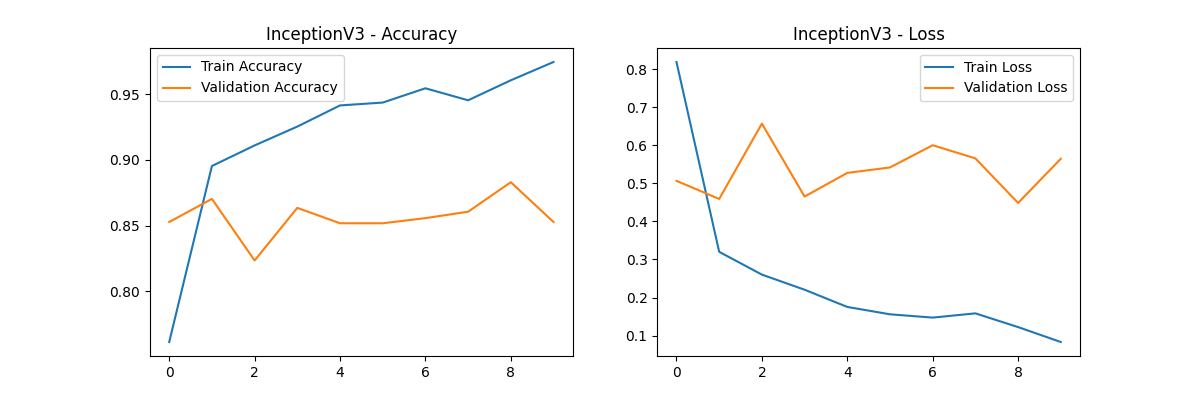 InceptionV3 - Accuracy
Train Accuracy
Validation Accuracy
0.95
0.90
0.85
0.80
0 2 4 6 8
InceptionV3 - Loss
Train Loss
Validation Loss
0.8
0.7
0.6
0.5
0.4
0.3
0.2
0.1
0 2 4 6 8